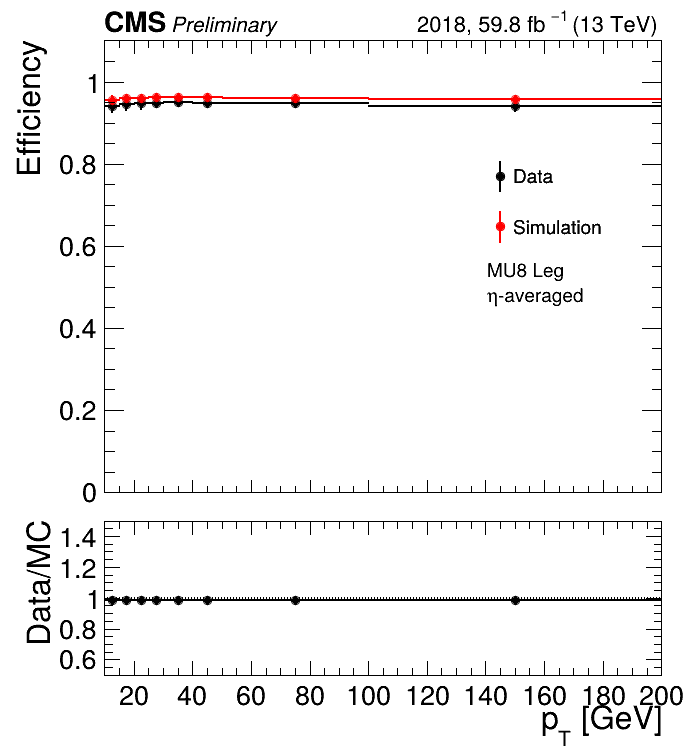 CMS Preliminary 2018, 59.8 fb⁻¹ (13 TeV)
Efficiency
1
0.8
0.6
0.4
0.2
0
Data
Simulation
MU8 Leg
η-averaged
Data/MC
1.4
1.2
1
0.8
0.6
20 40 60 80 100 120 140 160 180 200
p_T [GeV]